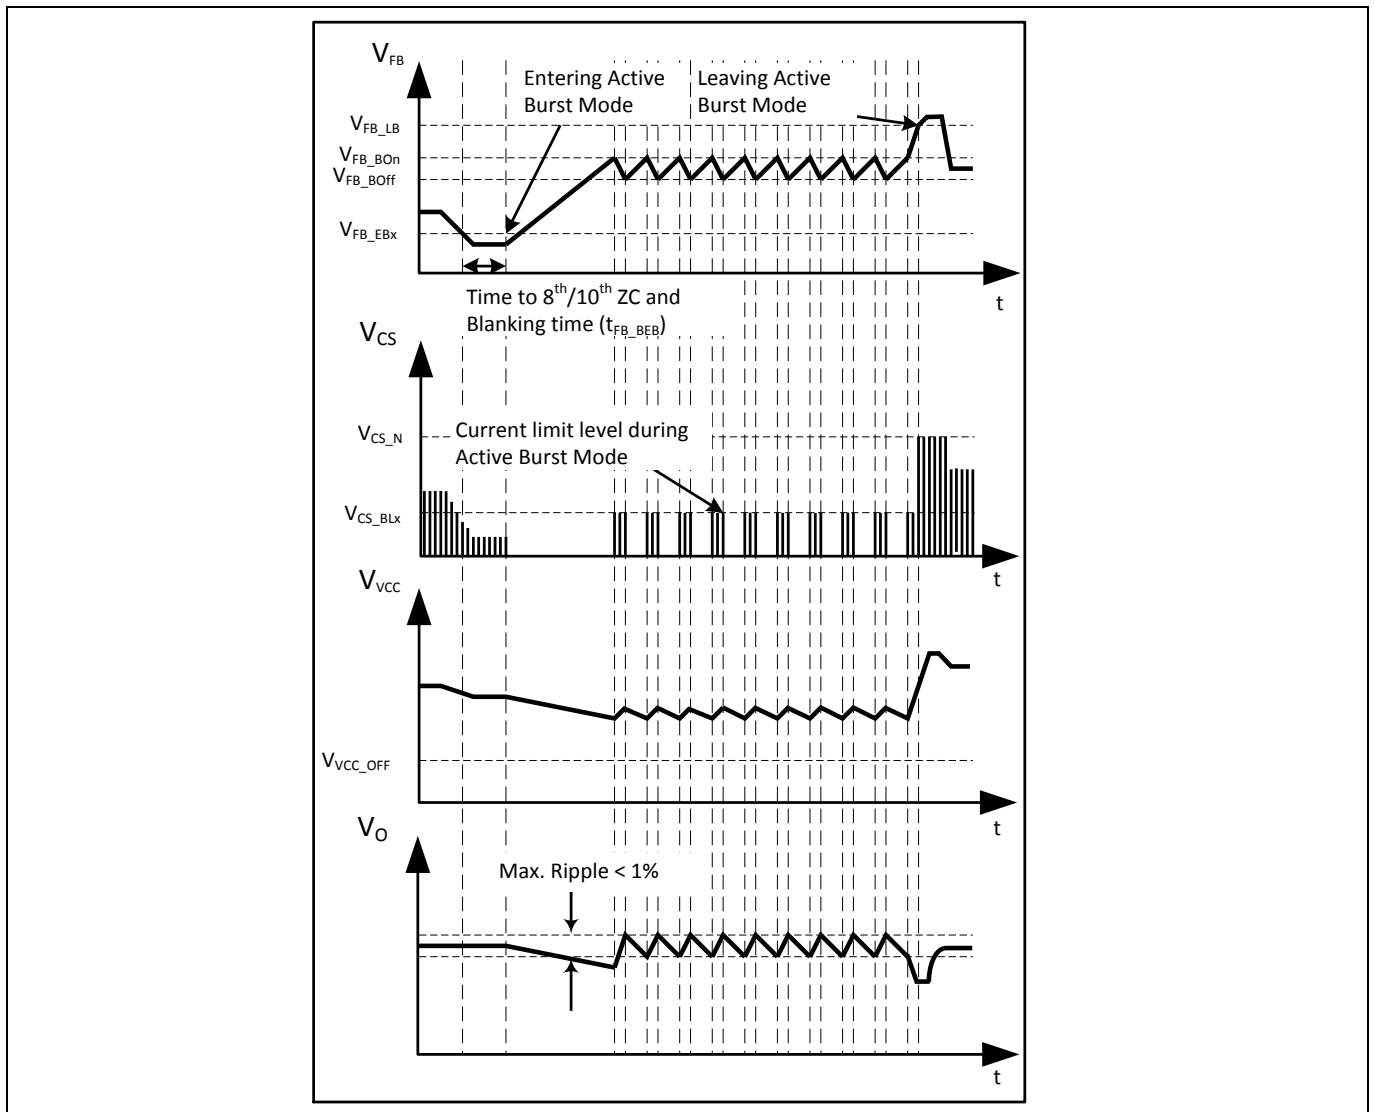 V_FB
Entering Active
Burst Mode
Leaving Active
Burst Mode
V_FB_LB
V_FB_BOn
V_FB_BOff
V_FB_EBx
t
Time to 8th/10th ZC and
Blanking time (t_FB_BEB)
V_CS
V_CS_N
Current limit level during
Active Burst Mode
V_CS_BLx
t
V_VCC
V_VCC_OFF
t
V_O
Max. Ripple < 1%
t